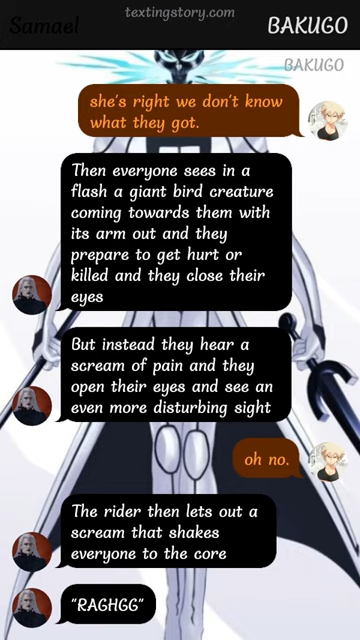 textingstory.com
Samael
BAKUGO
BAKUGO
she's right we don't know
what they got.
Then everyone sees in a
flash a giant bird creature
coming towards them with
its arm out and they
prepare to get hurt or
killed and they close their
eyes
But instead they hear a
scream of pain and they
open their eyes and see an
even more disturbing sight
oh no.
The rider then lets out a
scream that shakes
everyone to the core
"RAGHGG"